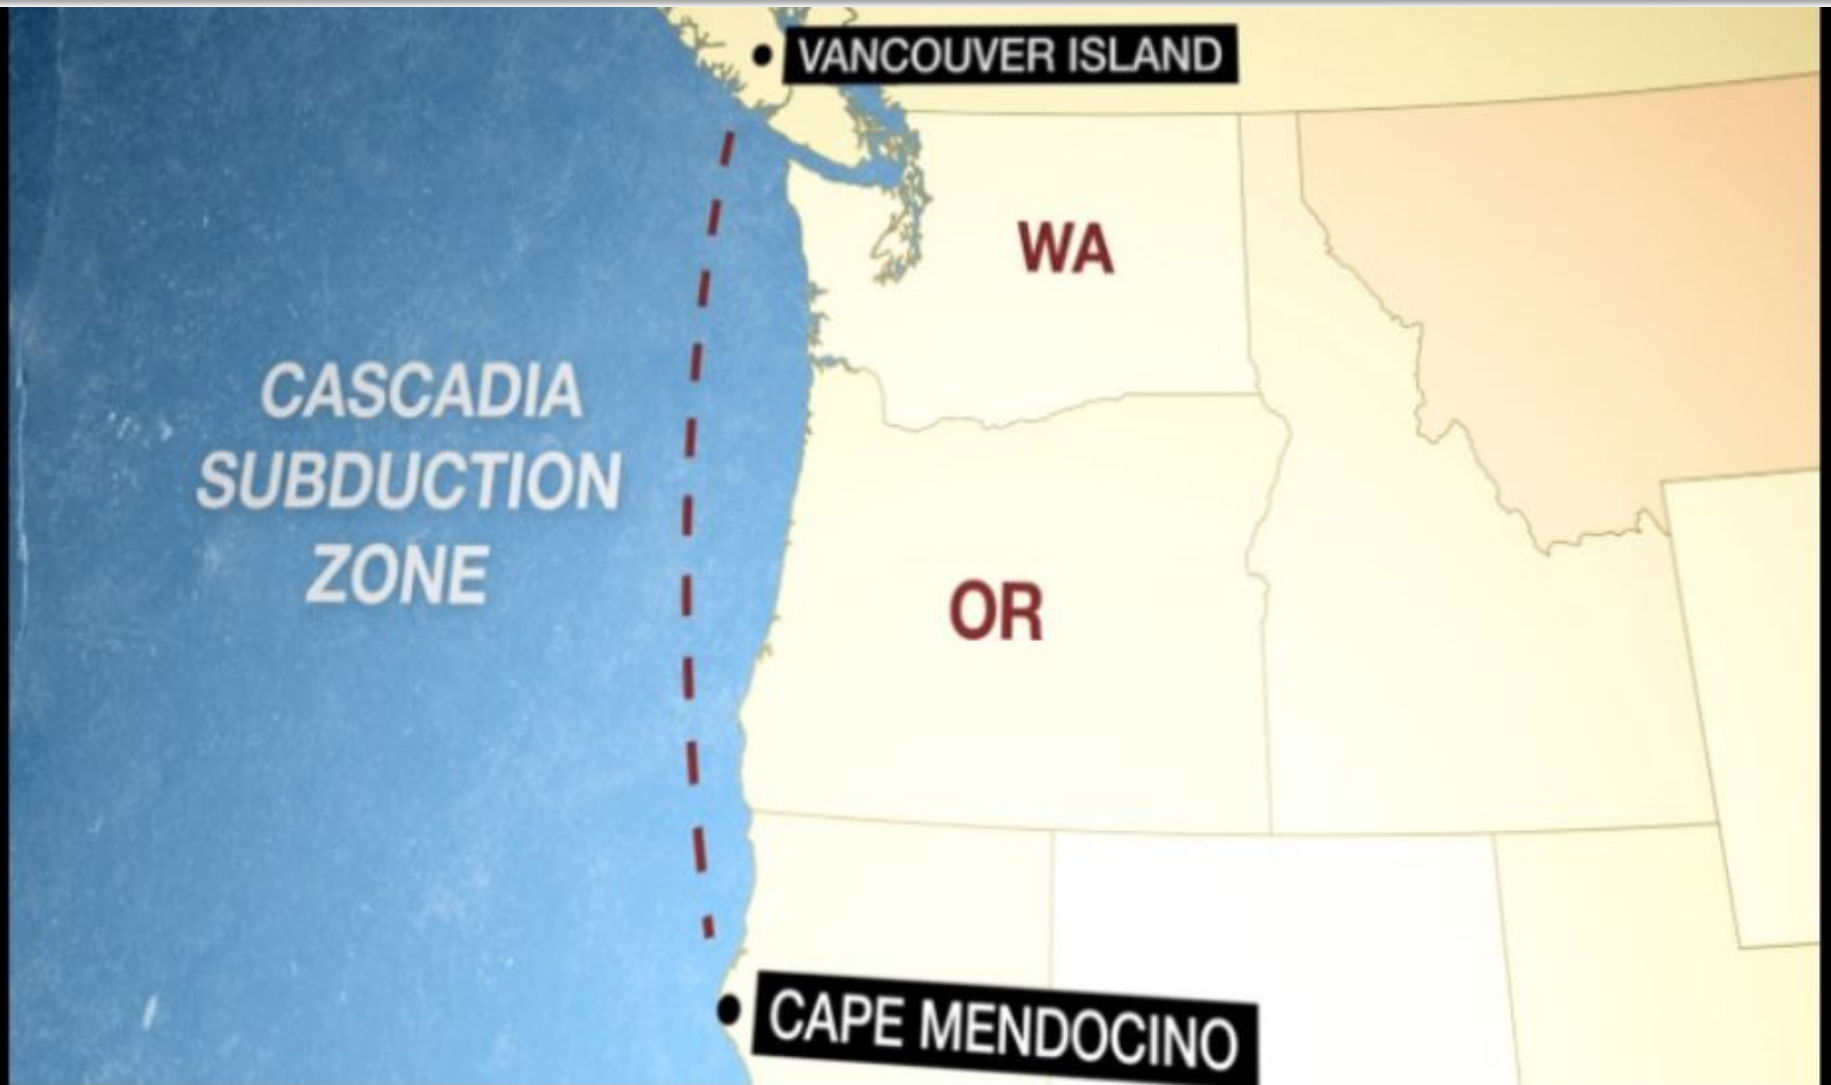 VANCOUVER ISLAND
WA
CASCADIA
SUBDUCTION
ZONE
OR
CAPE MENDOCINO